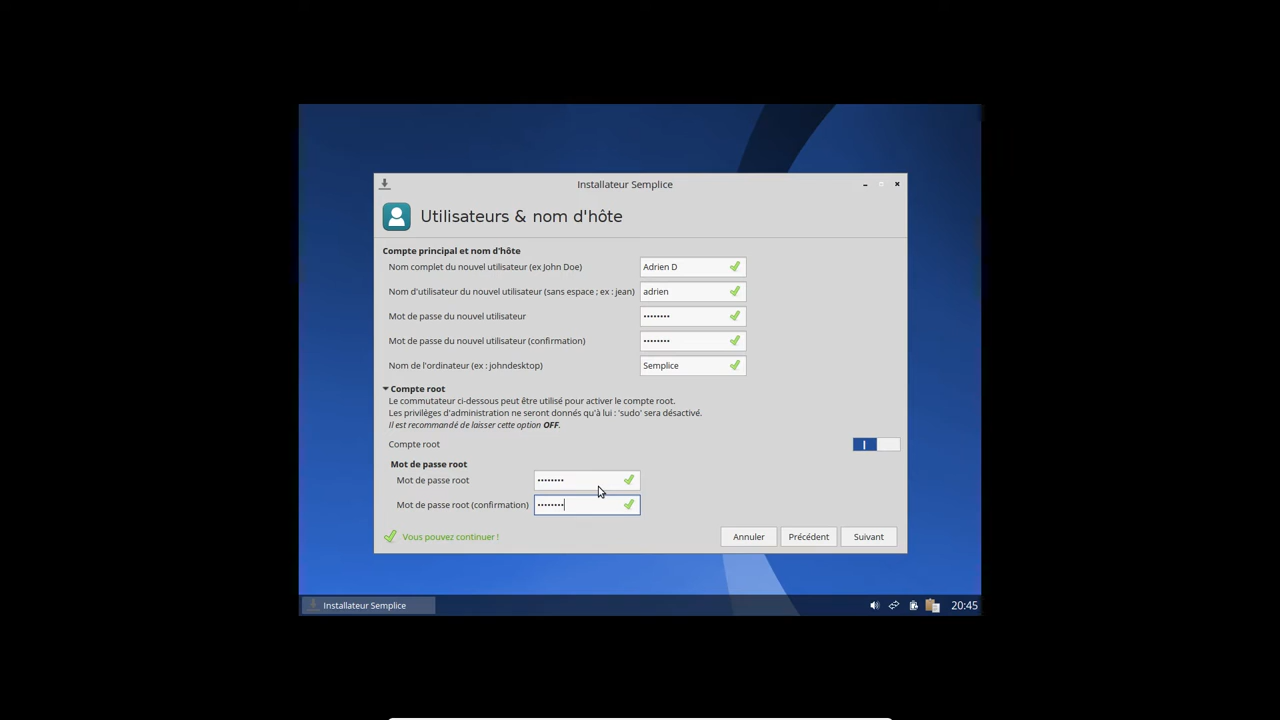 Installateur Semplice
Utilisateurs & nom d'hôte
Compte principal et nom d'hôte
Nom complet du nouvel utilisateur (ex John Doe) Adrien D
Nom d'utilisateur du nouvel utilisateur (sans espace ; ex : jean) adrien
Mot de passe du nouvel utilisateur ••••••••
Mot de passe du nouvel utilisateur (confirmation) ••••••••
Nom de l'ordinateur (ex : johndesktop) Semplice
Compte root
Le commutateur ci-dessous peut être utilisé pour activer le compte root.
Les privilèges d'administration ne seront donnés qu'à lui : 'sudo' sera désactivé.
Il est recommandé de laisser cette option OFF.
Compte root
Mot de passe root
Mot de passe root ••••••••
Mot de passe root (confirmation) ••••••••
Vous pouvez continuer ! Annuler Précédent Suivant
Installateur Semplice 20:45